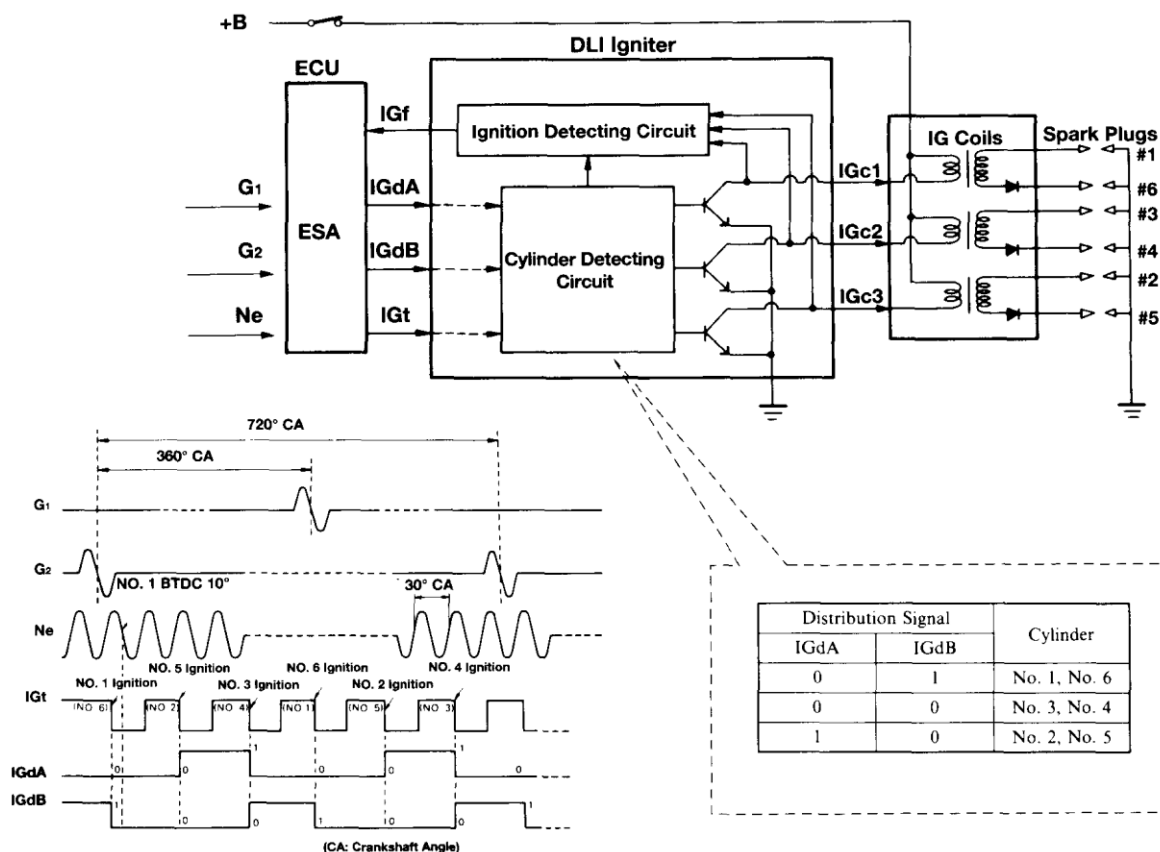 +B
DLI Igniter
ECU
IGf
Ignition Detecting Circuit
IG Coils
Spark Plugs
#1
G1
IGdA
IGc1
#6
ESA
#3
G2
IGdB
Cylinder Detecting
Circuit
IGc2
#4
#2
Ne
IGt
IGc3
#5
720° CA
360° CA
G1
G2
NO. 1 BTDC 10°
30° CA
Ne
NO. 5 Ignition
NO. 6 Ignition
NO. 4 Ignition
NO. 1 Ignition
NO. 3 Ignition
NO. 2 Ignition
IGt
(NO. 6)
(NO. 2)
(NO. 4)
(NO. 1)
(NO. 5)
(NO. 3)
1
1
IGdA
0
0
0
0
0
IGdB
1
0
0
1
0
0
1
(CA: Crankshaft Angle)
Distribution Signal
Cylinder
IGdA
IGdB
0 1 No. 1, No. 6
0 0 No. 3, No. 4
1 0 No. 2, No. 5